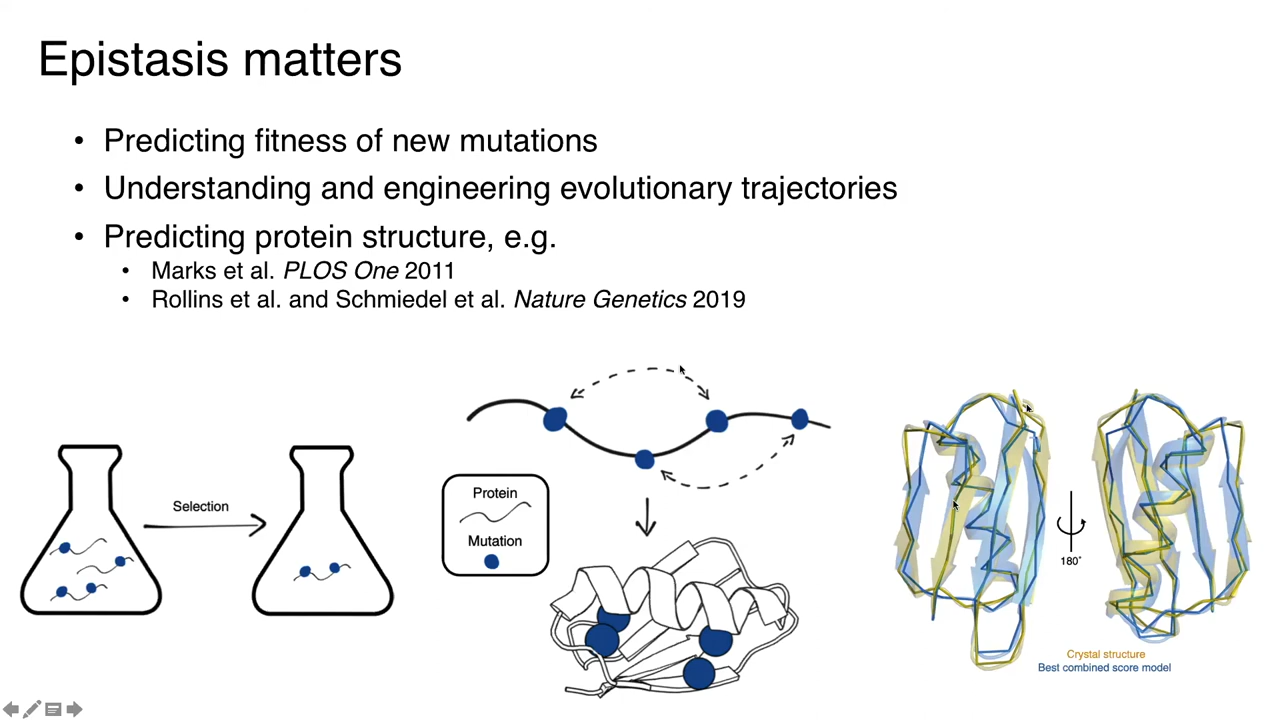 Epistasis matters
• Predicting fitness of new mutations
• Understanding and engineering evolutionary trajectories
• Predicting protein structure, e.g.
• Marks et al. PLOS One 2011
• Rollins et al. and Schmiedel et al. Nature Genetics 2019
Selection
Protein
Mutation
180°
Crystal structure
Best combined score model